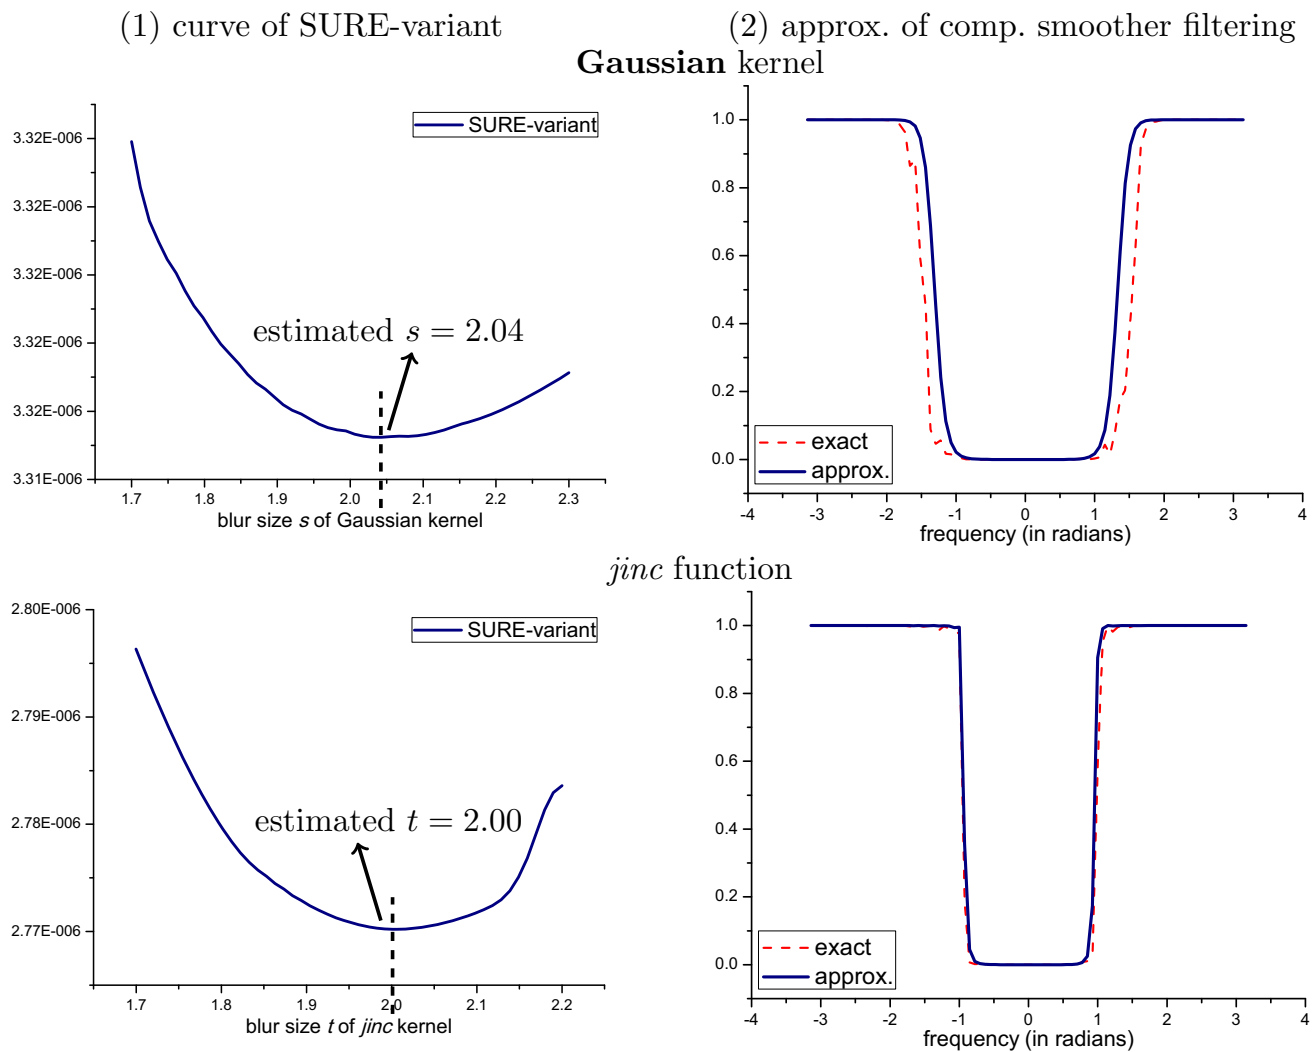 (1) curve of SURE-variant
(2) approx. of comp. smoother filtering
Gaussian kernel
3.32E-006
3.32E-006
3.32E-006
3.32E-006
3.32E-006
3.31E-006
SURE-variant
estimated s = 2.04
1.7 1.8 1.9 2.0 2.1 2.2 2.3
blur size s of Gaussian kernel
1.0
0.8
0.6
0.4
0.2
0.0
exact
approx.
-4 -3 -2 -1 0 1 2 3 4
frequency (in radians)
jinc function
2.80E-006
2.79E-006
2.78E-006
2.77E-006
SURE-variant
estimated t = 2.00
1.7 1.8 1.9 2.0 2.1 2.2
blur size t of jinc kernel
1.0
0.8
0.6
0.4
0.2
0.0
exact
approx.
-4 -3 -2 -1 0 1 2 3 4
frequency (in radians)